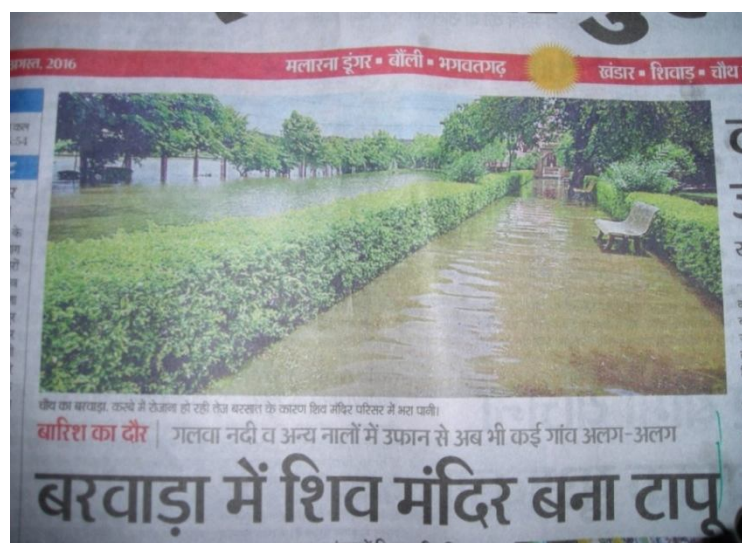 अगस्त, 2016
मलारना डूंगर ▪ बौंली ▪ भगवतगढ़
खंडार ▪ शिवाड़ ▪ चौथ
चौथ का बरवाड़ा. कस्बे में रोजाना हो रही तेज बरसात के कारण शिव मंदिर परिसर में भरा पानी।
बारिश का दौर | गलवा नदी व अन्य नालों में उफान से अब भी कई गांव अलग-अलग
बरवाड़ा में शिव मंदिर बना टापू